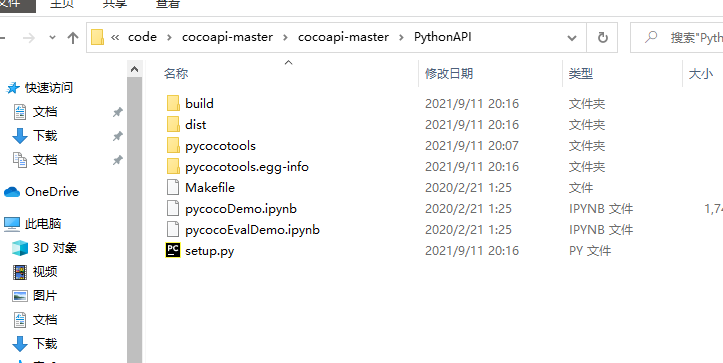 文件 主页 共享 查看
« code › cocoapi-master › cocoapi-master › PythonAPI 搜索"Pyth
名称 修改日期 类型 大小
快速访问
文档
下载
文档
OneDrive
此电脑
3D 对象
视频
图片
文档
下载
build 2021/9/11 20:16 文件夹
dist 2021/9/11 20:16 文件夹
pycocotools 2021/9/11 20:07 文件夹
pycocotools.egg-info 2021/9/11 20:16 文件夹
Makefile 2020/2/21 1:25 文件
pycocoDemo.ipynb 2020/2/21 1:25 IPYNB 文件 1,74
pycocoEvalDemo.ipynb 2020/2/21 1:25 IPYNB 文件
PC setup.py 2021/9/11 20:16 PY 文件